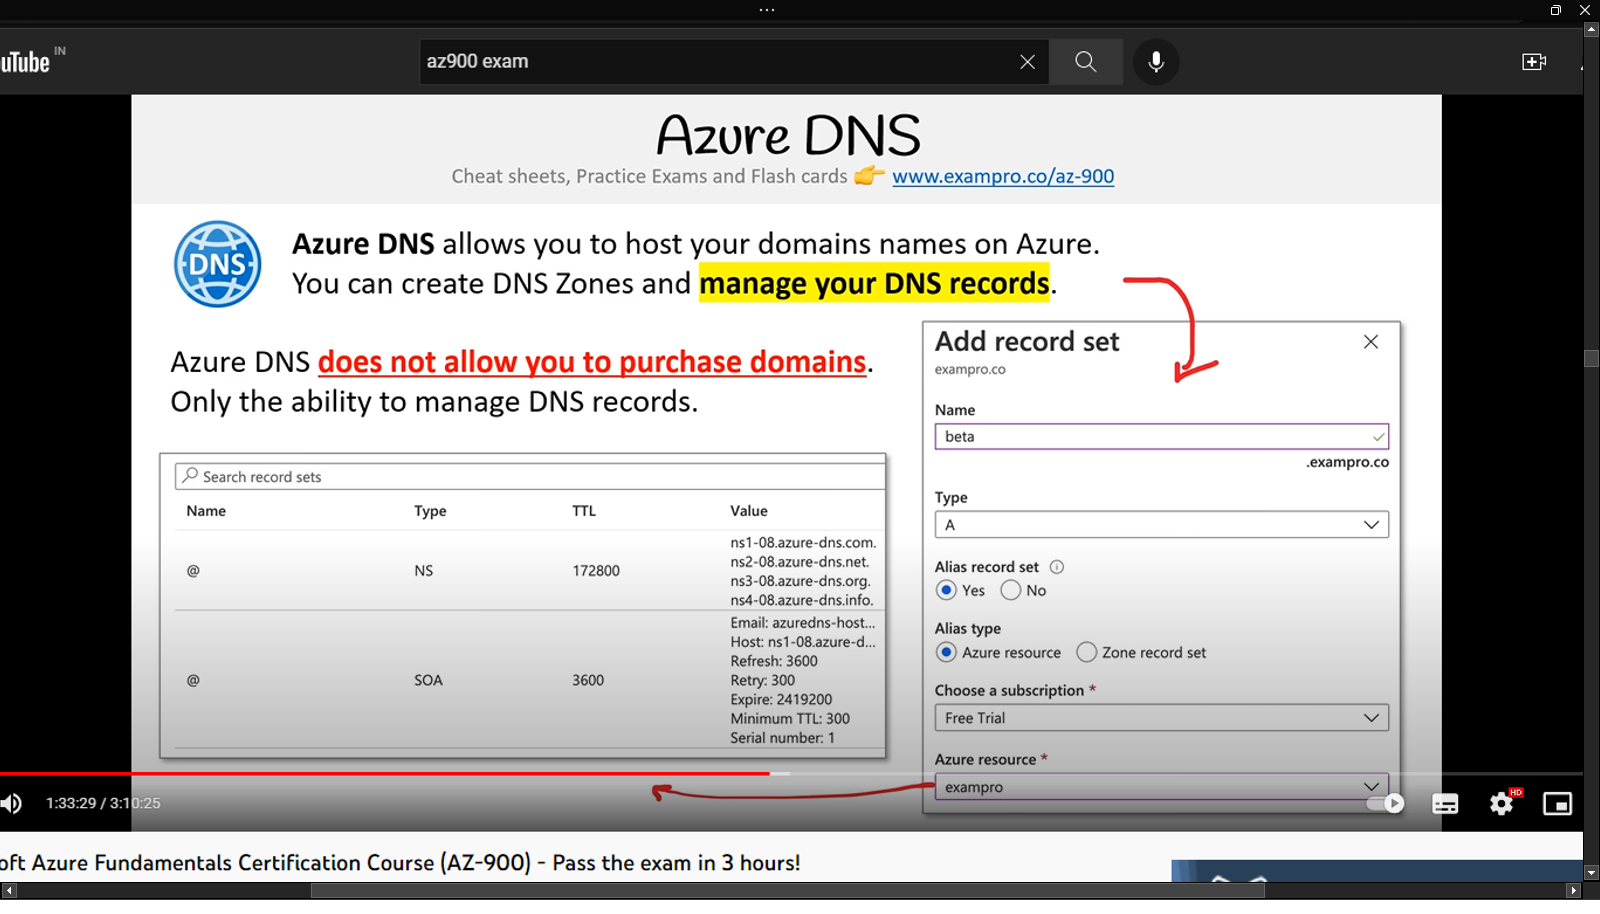 ...
uTube IN
az900 exam
Azure DNS
Cheat sheets, Practice Exams and Flash cards 👉 www.exampro.co/az-900
DNS
Azure DNS allows you to host your domains names on Azure.
You can create DNS Zones and manage your DNS records.
Azure DNS does not allow you to purchase domains.
Only the ability to manage DNS records.
Search record sets
Name Type TTL Value
@ NS 172800 ns1-08.azure-dns.com.
ns2-08.azure-dns.net.
ns3-08.azure-dns.org.
ns4-08.azure-dns.info.
@ SOA 3600 Email: azuredns-host...
Host: ns1-08.azure-d...
Refresh: 3600
Retry: 300
Expire: 2419200
Minimum TTL: 300
Serial number: 1
Add record set
exampro.co
Name
beta
.exampro.co
Type
A
Alias record set
Yes No
Alias type
Azure resource Zone record set
Choose a subscription *
Free Trial
Azure resource *
exampro
1:33:29 / 3:10:25
HD
oft Azure Fundamentals Certification Course (AZ-900) - Pass the exam in 3 hours!